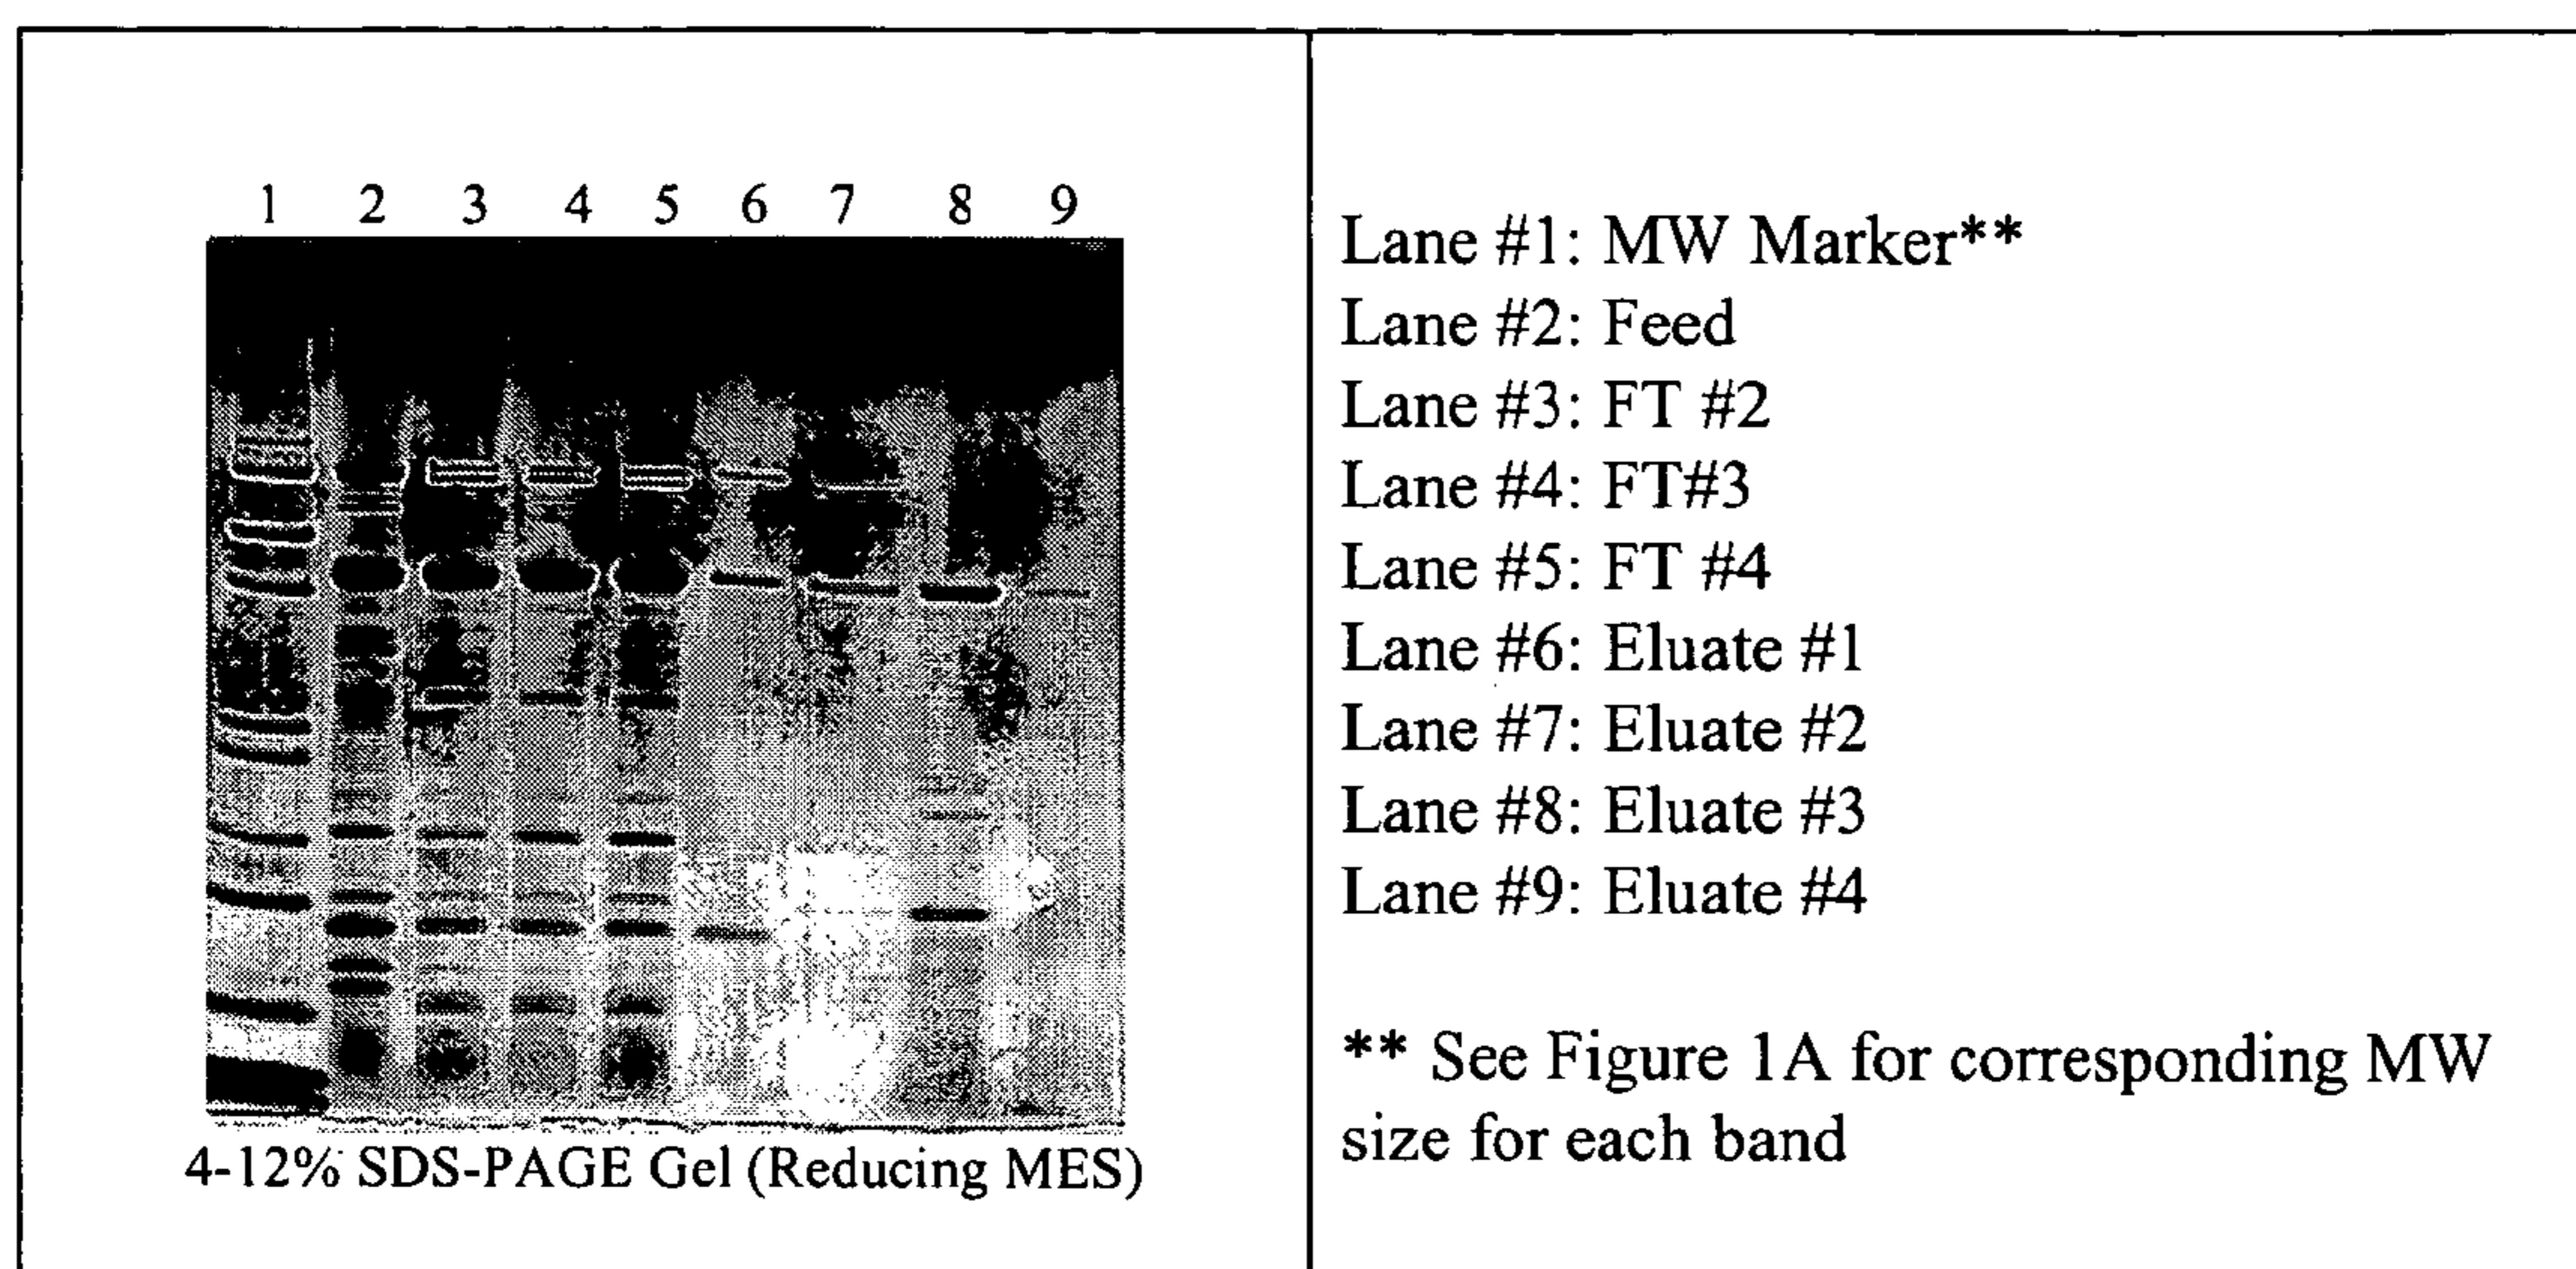 1 2 3 4 5 6 7 8 9
4-12% SDS-PAGE Gel (Reducing MES)
Lane #1: MW Marker**
Lane #2: Feed
Lane #3: FT #2
Lane #4: FT#3
Lane #5: FT #4
Lane #6: Eluate #1
Lane #7: Eluate #2
Lane #8: Eluate #3
Lane #9: Eluate #4
** See Figure 1A for corresponding MW
size for each band